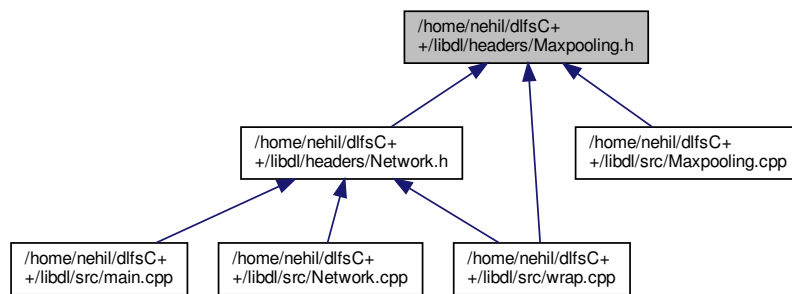 /home/nehil/dlfsC+
+/libdl/headers/Maxpooling.h
/home/nehil/dlfsC+
+/libdl/headers/Network.h
/home/nehil/dlfsC+
+/libdl/src/Maxpooling.cpp
/home/nehil/dlfsC+
+/libdl/src/main.cpp
/home/nehil/dlfsC+
+/libdl/src/Network.cpp
/home/nehil/dlfsC+
+/libdl/src/wrap.cpp